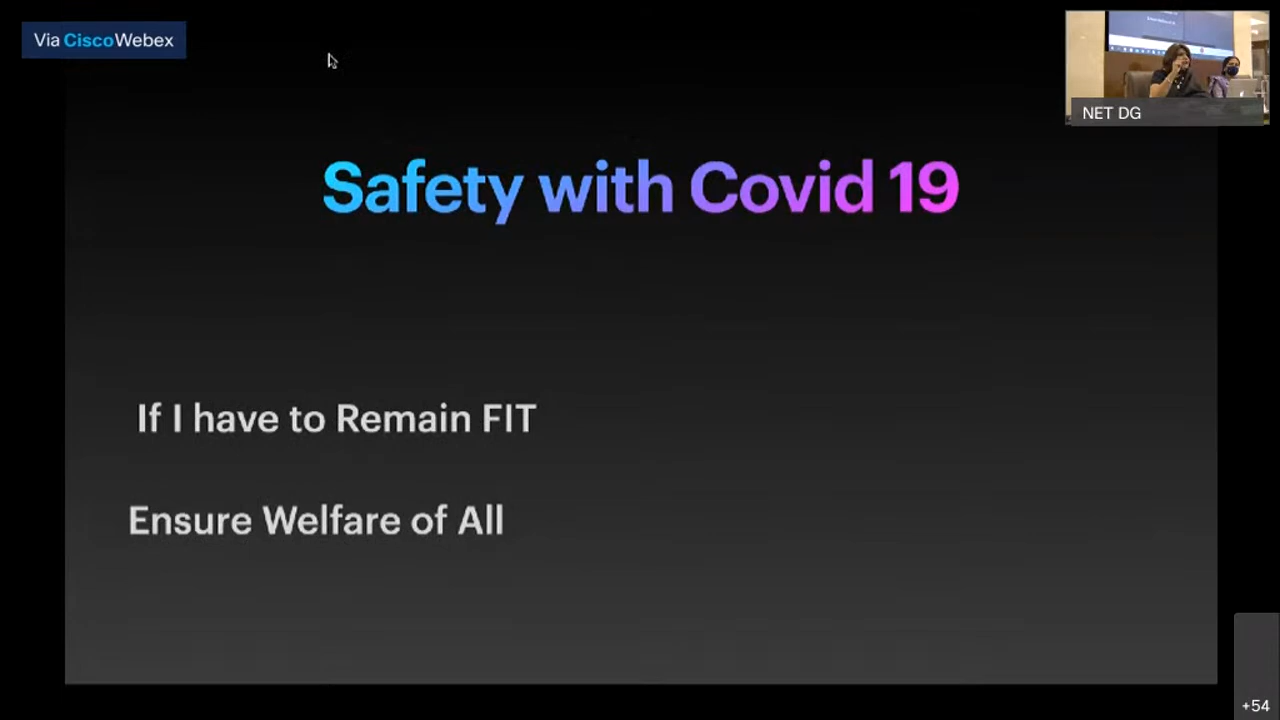 Via CiscoWebex
NET DG
Safety with Covid 19
If I have to Remain FIT
Ensure Welfare of All
+54